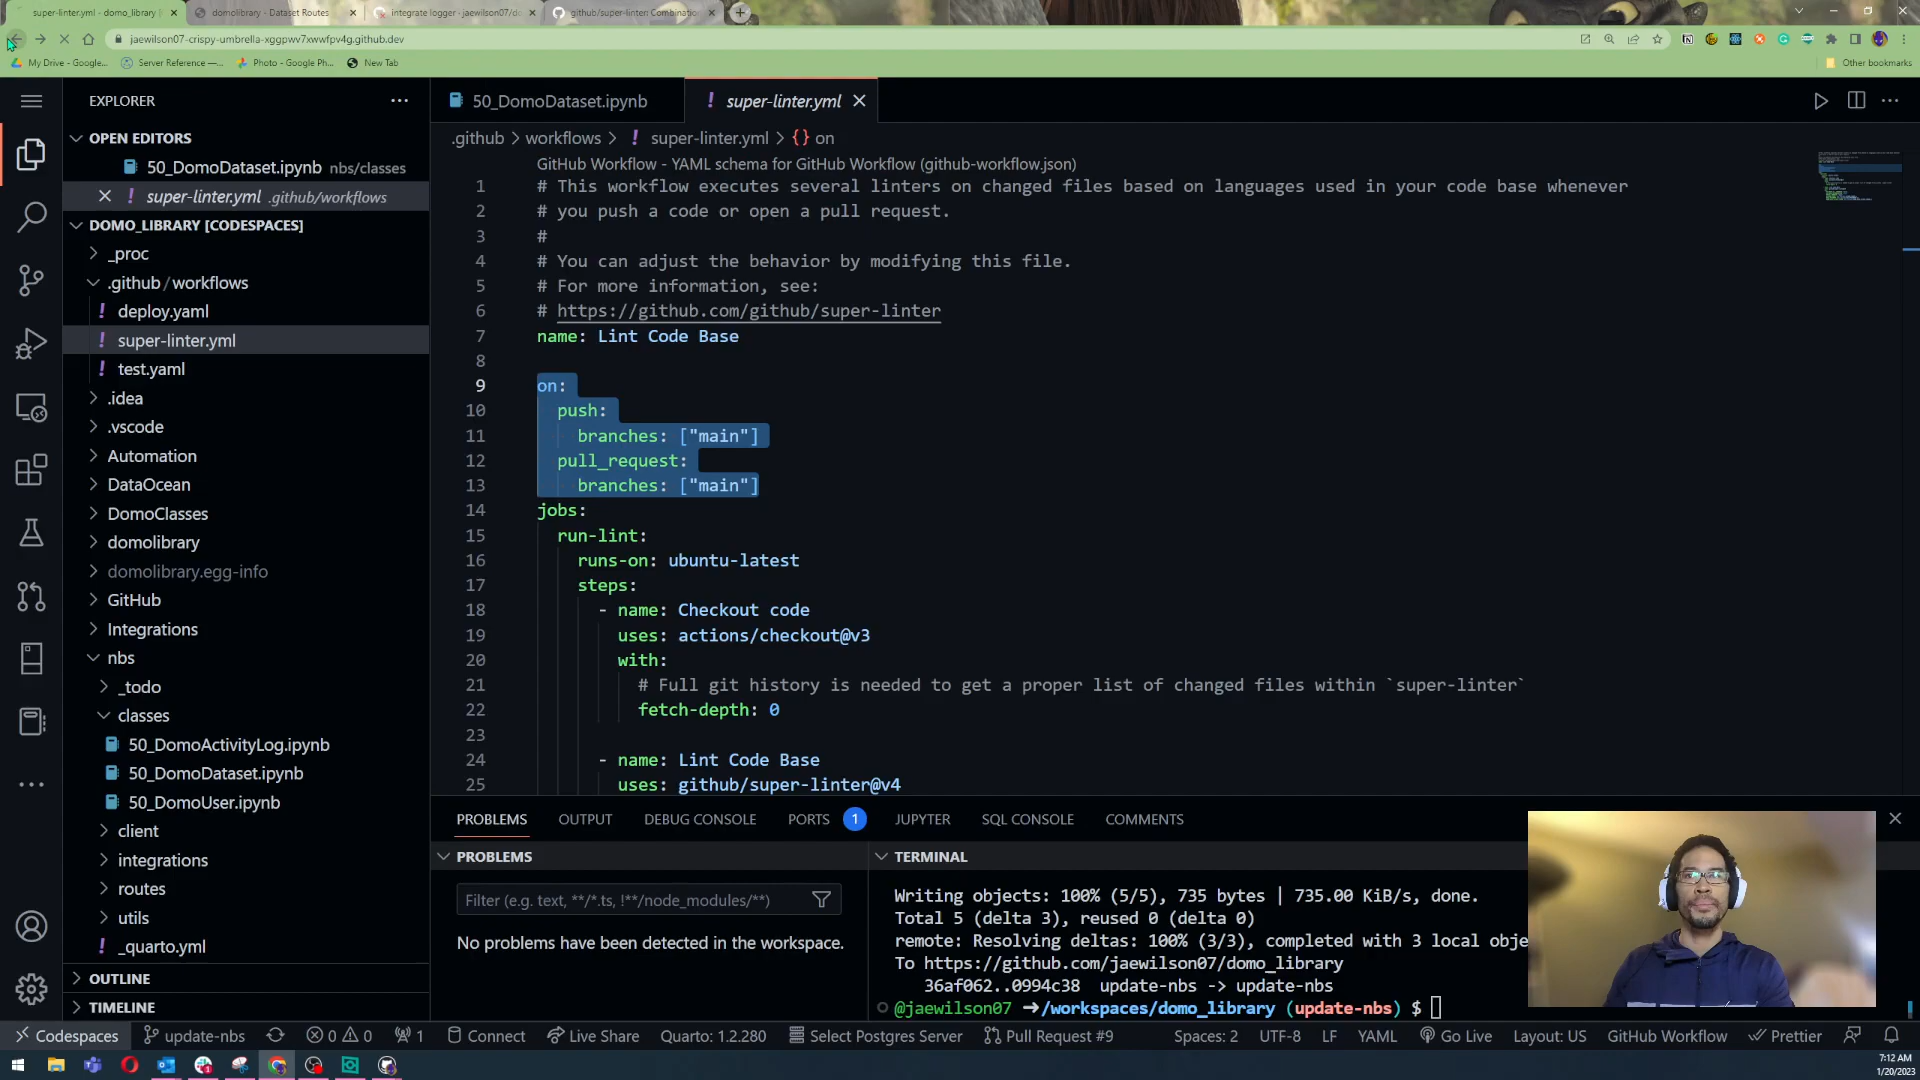 super-linter.yml - domo_library
domolibrary - Dataset Routes
integrate logger - jaewilson07/do
github/super-linter: Combinatio
jaewilson07-crispy-umbrella-xggpwv7xwwfpv4g.github.dev
My Drive - Google...
Server Reference —...
Photo - Google Ph...
New Tab
Other bookmarks
EXPLORER
OPEN EDITORS
50_DomoDataset.ipynb nbs/classes
super-linter.yml .github/workflows
DOMO_LIBRARY [CODESPACES]
_proc
.github/workflows
deploy.yaml
super-linter.yml
test.yaml
.idea
.vscode
Automation
DataOcean
DomoClasses
domolibrary
domolibrary.egg-info
GitHub
Integrations
nbs
_todo
classes
50_DomoActivityLog.ipynb
50_DomoDataset.ipynb
50_DomoUser.ipynb
client
integrations
routes
utils
_quarto.yml
OUTLINE
TIMELINE
50_DomoDataset.ipynb
super-linter.yml
.github > workflows > super-linter.yml > {} on
GitHub Workflow - YAML schema for GitHub Workflow (github-workflow.json)
1 # This workflow executes several linters on changed files based on languages used in your code base whenever
2 # you push a code or open a pull request.
3 #
4 # You can adjust the behavior by modifying this file.
5 # For more information, see:
6 # https://github.com/github/super-linter
7 name: Lint Code Base
8
9 on:
10 push:
11 branches: ["main"]
12 pull_request:
13 branches: ["main"]
14 jobs:
15 run-lint:
16 runs-on: ubuntu-latest
17 steps:
18 - name: Checkout code
19 uses: actions/checkout@v3
20 with:
21 # Full git history is needed to get a proper list of changed files within `super-linter`
22 fetch-depth: 0
23
24 - name: Lint Code Base
25 uses: github/super-linter@v4
PROBLEMS OUTPUT DEBUG CONSOLE PORTS 1 JUPYTER SQL CONSOLE COMMENTS
PROBLEMS
Filter (e.g. text, **/*.ts, !**/node_modules/**)
No problems have been detected in the workspace.
TERMINAL
Writing objects: 100% (5/5), 735 bytes | 735.00 KiB/s, done.
Total 5 (delta 3), reused 0 (delta 0)
remote: Resolving deltas: 100% (3/3), completed with 3 local obje
To https://github.com/jaewilson07/domo_library
36af062..0994c38 update-nbs -> update-nbs
@jaewilson07 ➜/workspaces/domo_library (update-nbs) $
Codespaces update-nbs 0 0 1 Connect Live Share Quarto: 1.2.280 Select Postgres Server Pull Request #9 Spaces: 2 UTF-8 LF YAML Go Live Layout: US GitHub Workflow Prettier
7:12 AM
1/20/2023